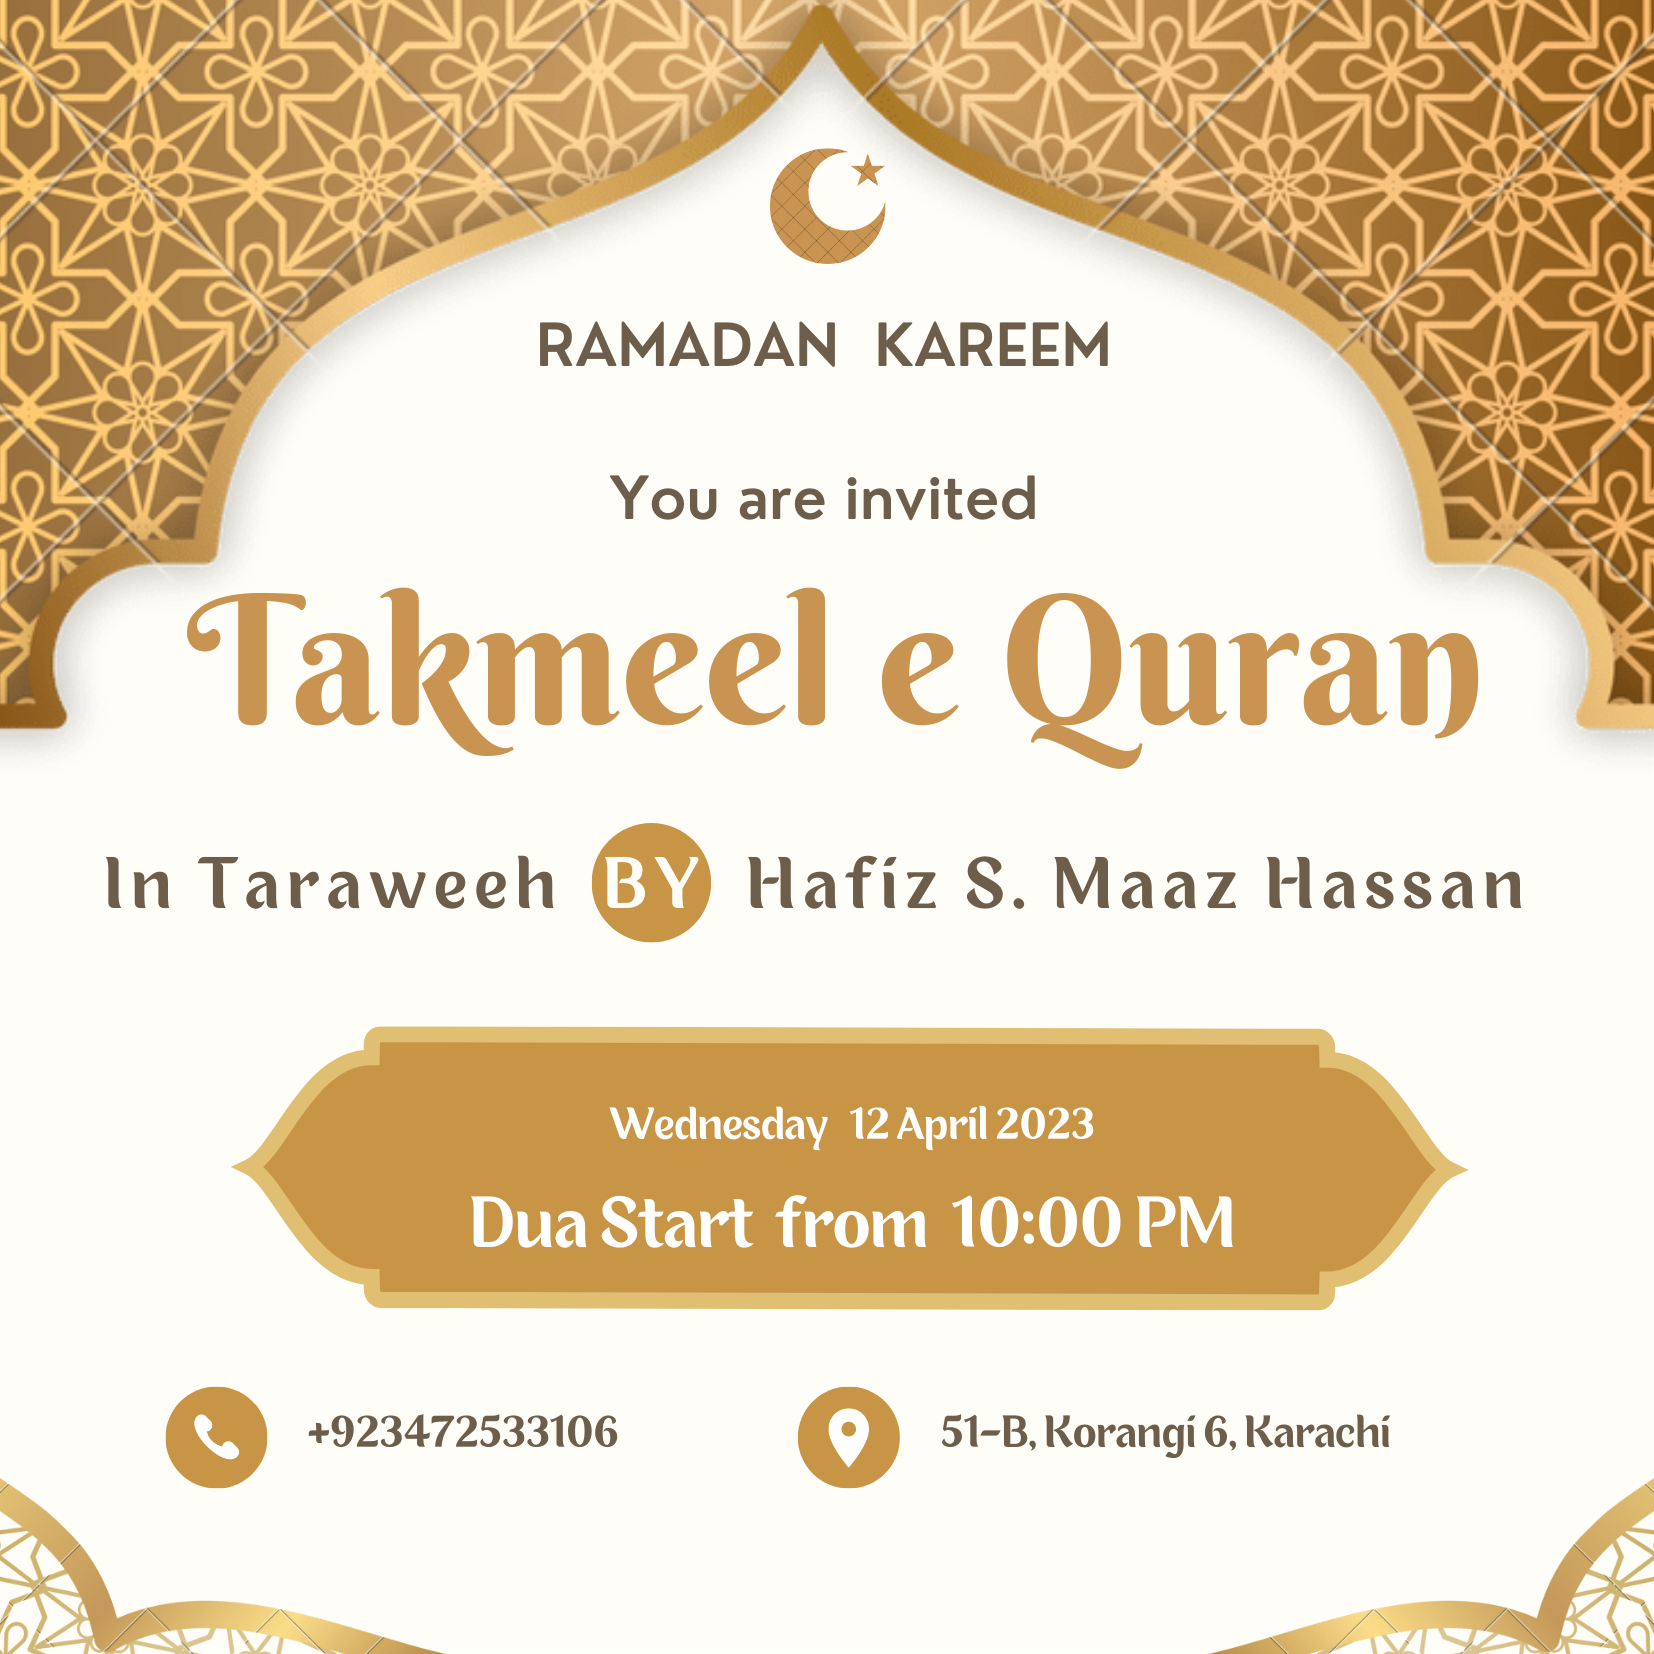 RAMADAN KAREEM
You are invited
Takmeel e Quran
In Taraweeh BY Hafiz S. Maaz Hassan
Wednesday 12 April 2023
Dua Start from 10:00 PM
+923472533106
51-B, Korangi 6, Karachi